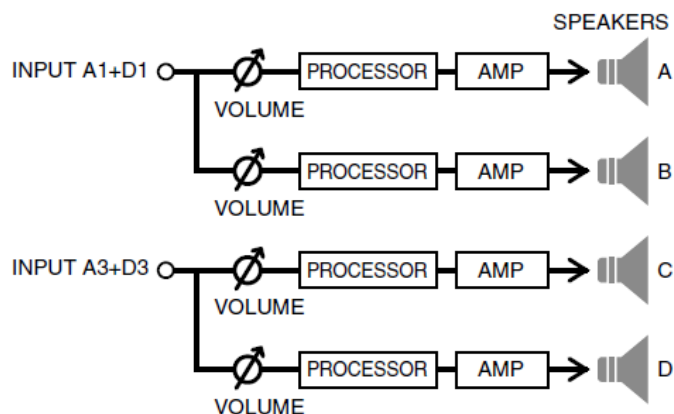 SPEAKERS
INPUT A1+D1
PROCESSOR
AMP
A
VOLUME
PROCESSOR
AMP
B
VOLUME
INPUT A3+D3
PROCESSOR
AMP
C
VOLUME
PROCESSOR
AMP
D
VOLUME